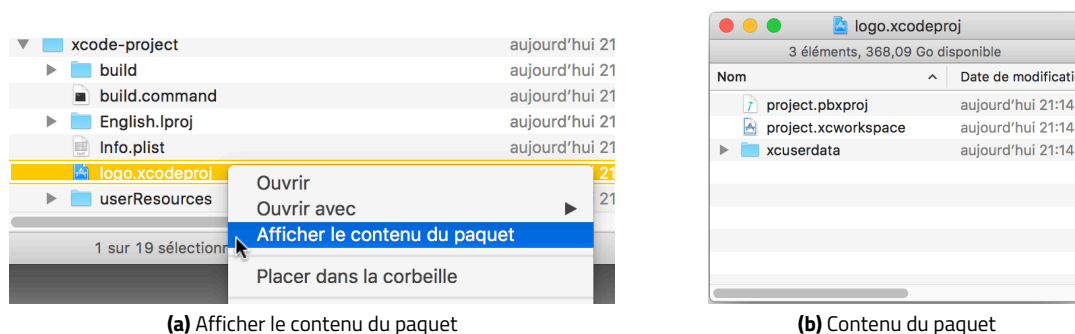 xcode-project aujourd’hui 21
build aujourd’hui 21
build.command aujourd’hui 21
English.lproj aujourd’hui 21
Info.plist aujourd’hui 21
logo.xcodeproj 21
userResources 21
Ouvrir
Ouvrir avec
Afficher le contenu du paquet
1 sur 19 sélectionn
Placer dans la corbeille
(a) Afficher le contenu du paquet
logo.xcodeproj
3 éléments, 368,09 Go disponible
Nom Date de modificati
project.pbxproj aujourd’hui 21:14
project.xcworkspace aujourd’hui 21:14
xcuserdata aujourd’hui 21:14
(b) Contenu du paquet